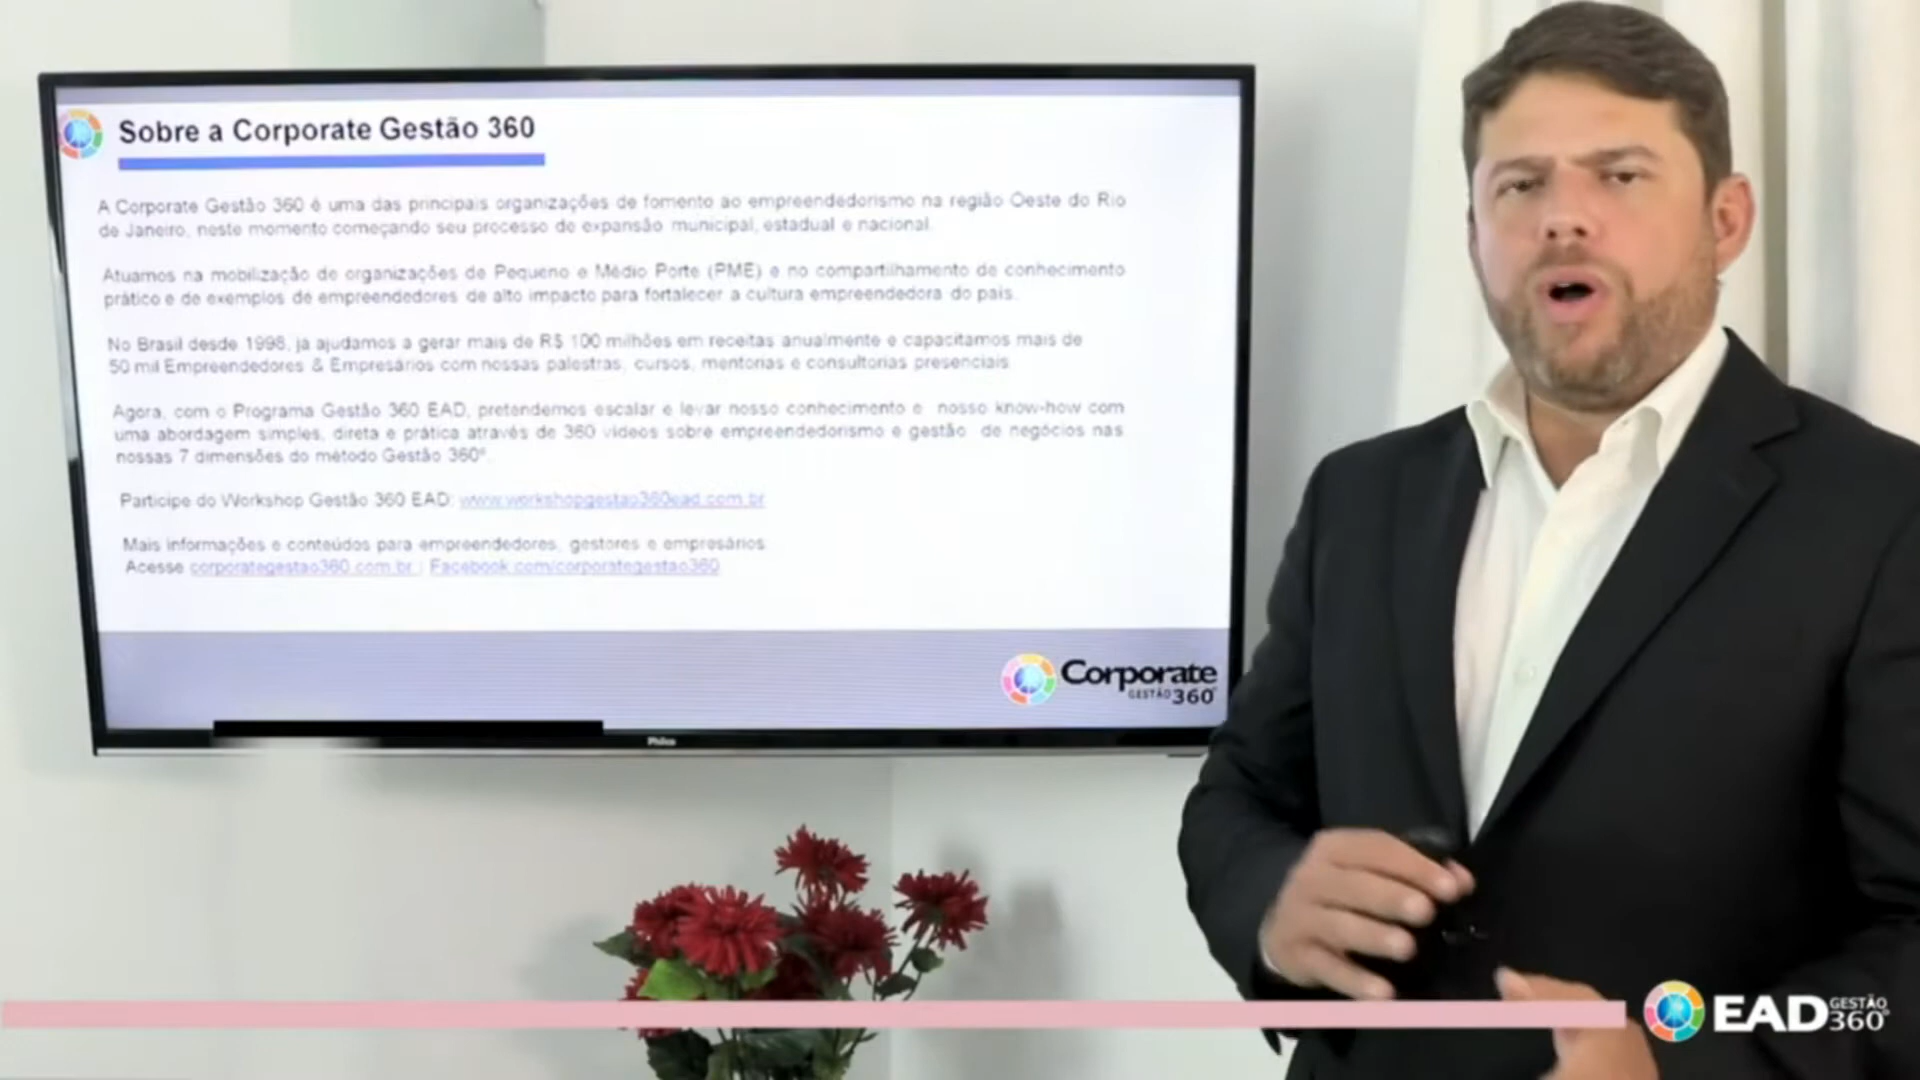 Sobre a Corporate Gestão 360
A Corporate Gestão 360 é uma das principais organizações de fomento ao empreendedorismo na região Oeste do Rio
de Janeiro, neste momento começando seu processo de expansão municipal, estadual e nacional.
Atuamos na mobilização de organizações de Pequeno e Médio Porte (PME) e no compartilhamento de conhecimento
prático e de exemplos de empreendedores de alto impacto para fortalecer a cultura empreendedora do país.
No Brasil desde 1998, já ajudamos a gerar mais de R$ 100 milhões em receitas anualmente e capacitamos mais de
50 mil Empreendedores & Empresários com nossas palestras, cursos, mentorias e consultorias presenciais
Agora, com o Programa Gestão 360 EAD, pretendemos escalar e levar nosso conhecimento e nosso know-how com
uma abordagem simples, direta e prática através de 360 vídeos sobre empreendedorismo e gestão de negócios nas
nossas 7 dimensões do método Gestão 360º.
Participe do Workshop Gestão 360 EAD: www.workshopgestao360ead.com.br
Mais informações e conteúdos para empreendedores, gestores e empresários
Acesse corporategestao360.com.br | Facebook.com/corporategestao360
Corporate
GESTÃO 360º
Philco
EAD GESTÃO 360º